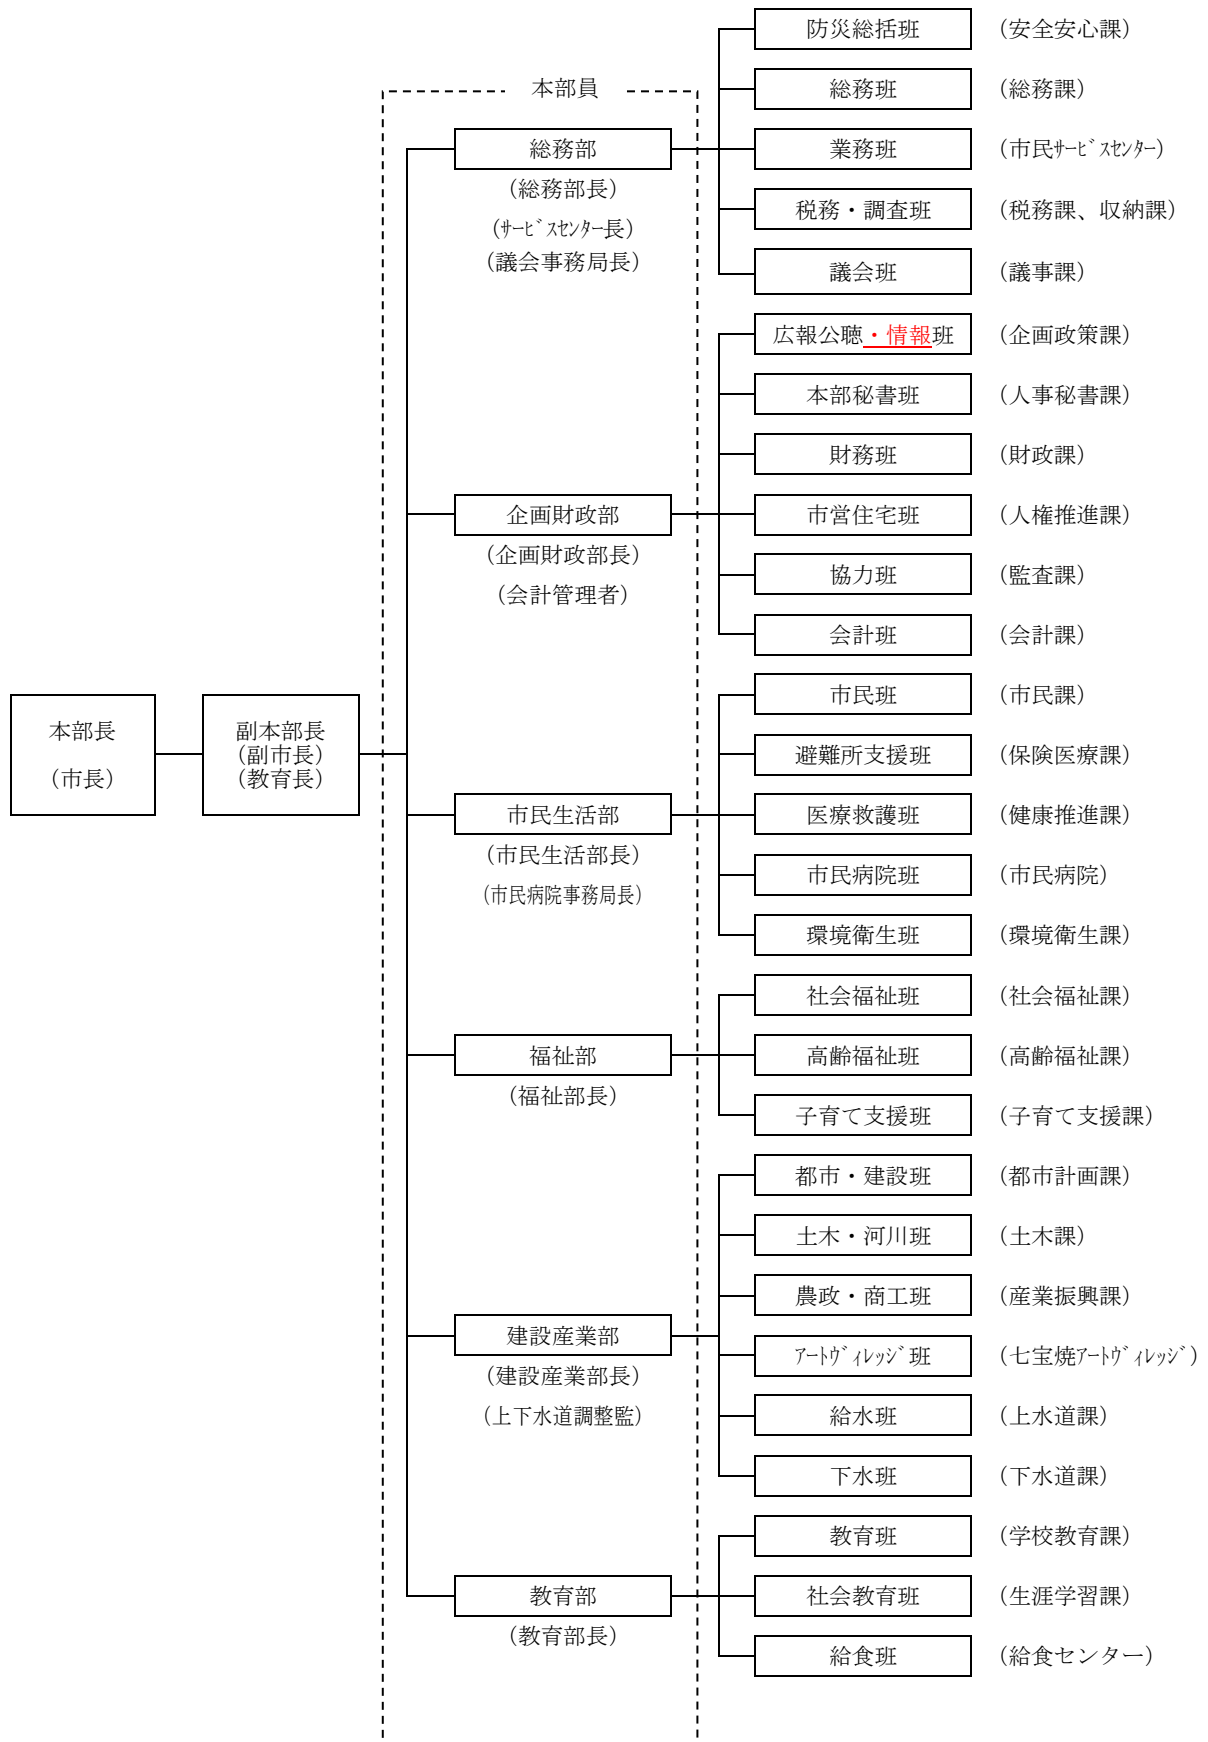 本部員
本部長
（市長）
副本部長
（副市長）
（教育長）
総務部
（総務部長）
（ｻｰﾋﾞｽｾﾝﾀｰ長）
（議会事務局長）
防災総括班 （安全安心課）
総務班 （総務課）
業務班 （市民ｻｰﾋﾞｽｾﾝﾀｰ）
税務・調査班 （税務課、収納課）
議会班 （議事課）
企画財政部
（企画財政部長）
（会計管理者）
広報公聴・情報班 （企画政策課）
本部秘書班 （人事秘書課）
財務班 （財政課）
市営住宅班 （人権推進課）
協力班 （監査課）
会計班 （会計課）
市民生活部
（市民生活部長）
（市民病院事務局長）
市民班 （市民課）
避難所支援班 （保険医療課）
医療救護班 （健康推進課）
市民病院班 （市民病院）
環境衛生班 （環境衛生課）
福祉部
（福祉部長）
社会福祉班 （社会福祉課）
高齢福祉班 （高齢福祉課）
子育て支援班 （子育て支援課）
建設産業部
（建設産業部長）
（上下水道調整監）
都市・建設班 （都市計画課）
土木・河川班 （土木課）
農政・商工班 （産業振興課）
ｱｰﾄｳﾞｨﾚｯｼﾞ班 （七宝焼ｱｰﾄｳﾞｨﾚｯｼﾞ）
給水班 （上水道課）
下水班 （下水道課）
教育部
（教育部長）
教育班 （学校教育課）
社会教育班 （生涯学習課）
給食班 （給食センター）